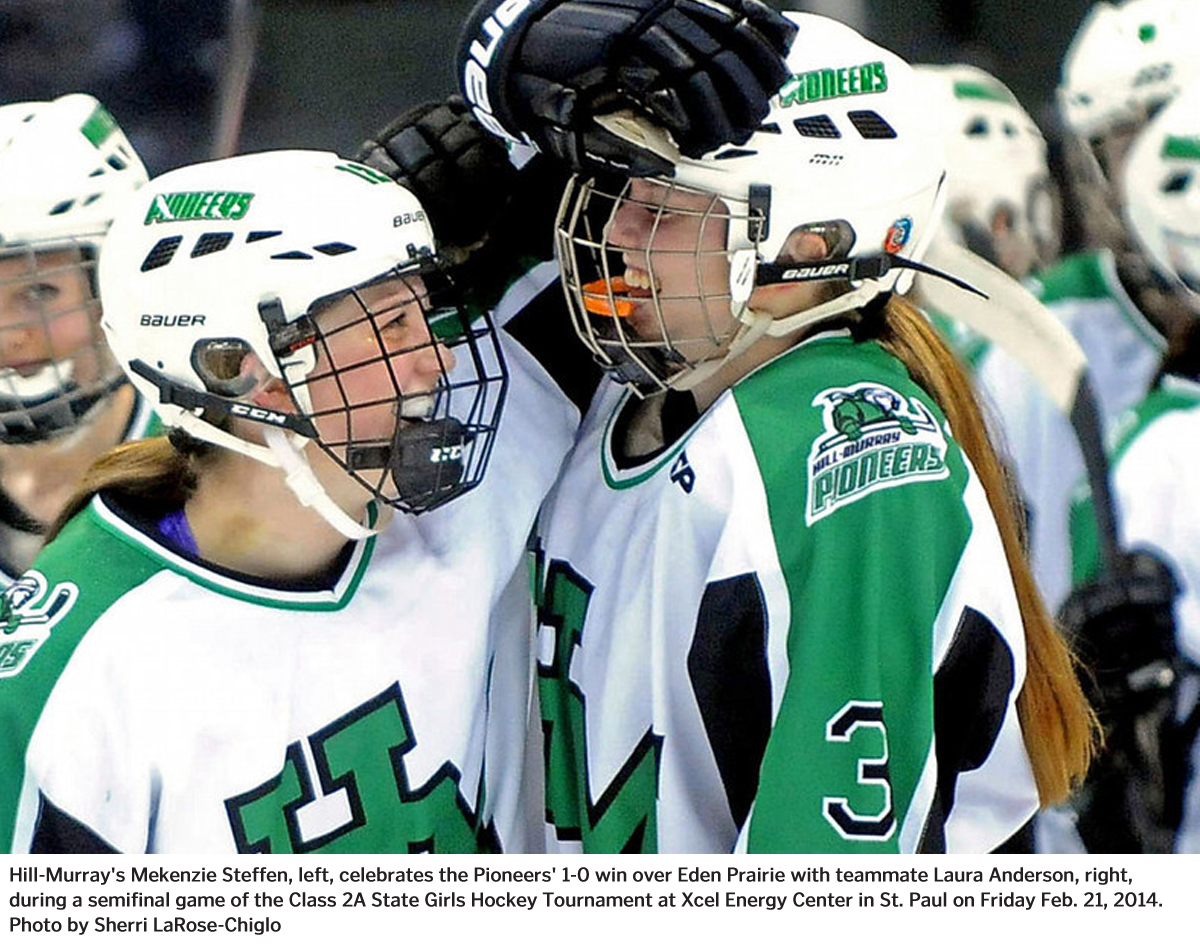 BAUER
PIONEERS
PIONEERS
BAUER
BAUER
BAUER
CCM
CCM
HILL-MURRAY
PIONEERS
3
Hill-Murray's Mekenzie Steffen, left, celebrates the Pioneers' 1-0 win over Eden Prairie with teammate Laura Anderson, right,
during a semifinal game of the Class 2A State Girls Hockey Tournament at Xcel Energy Center in St. Paul on Friday Feb. 21, 2014.
Photo by Sherri LaRose-Chiglo